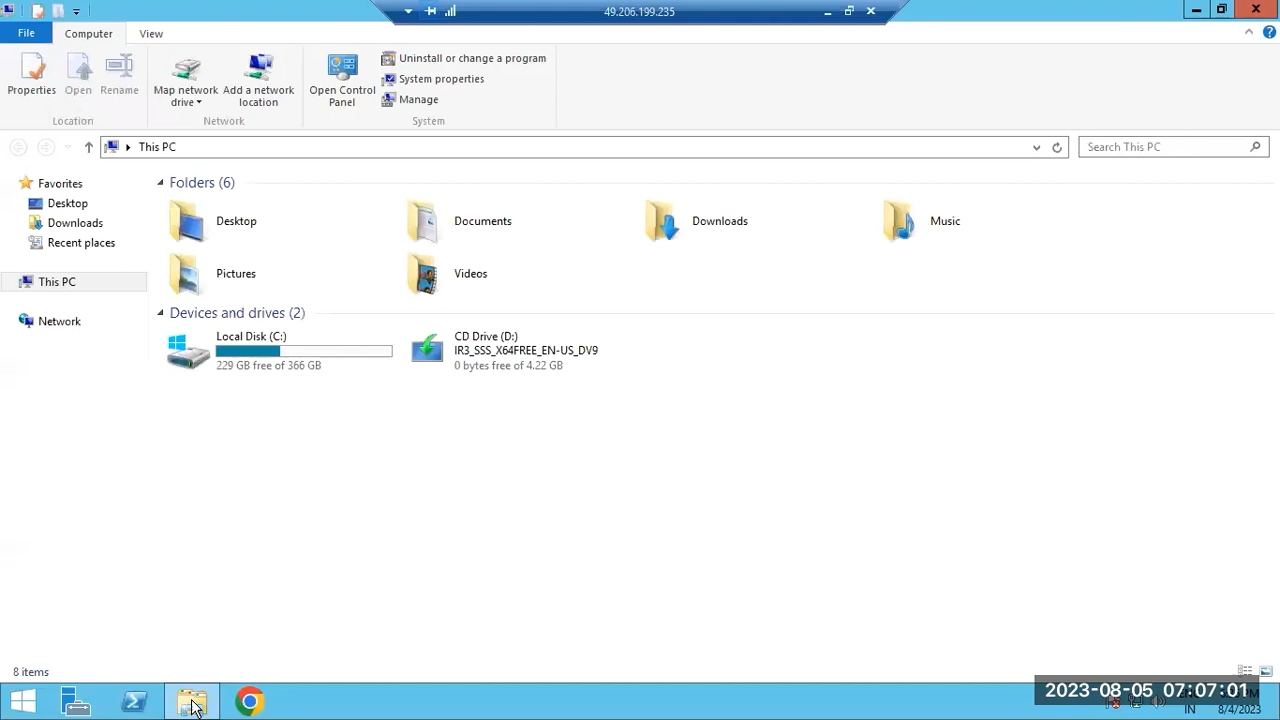 49.206.199.235
File
Computer
View
Properties
Open
Rename
Map network drive
Add a network location
Open Control Panel
Uninstall or change a program
System properties
Manage
Location
Network
System
This PC
Search This PC
Favorites
Desktop
Downloads
Recent places
This PC
Network
Folders (6)
Desktop
Documents
Downloads
Music
Pictures
Videos
Devices and drives (2)
Local Disk (C:)
229 GB free of 366 GB
CD Drive (D:)
IR3_SSS_X64FREE_EN-US_DV9
0 bytes free of 4.22 GB
8 items
2023-08-05 07:07:01
IN
8/4/2023